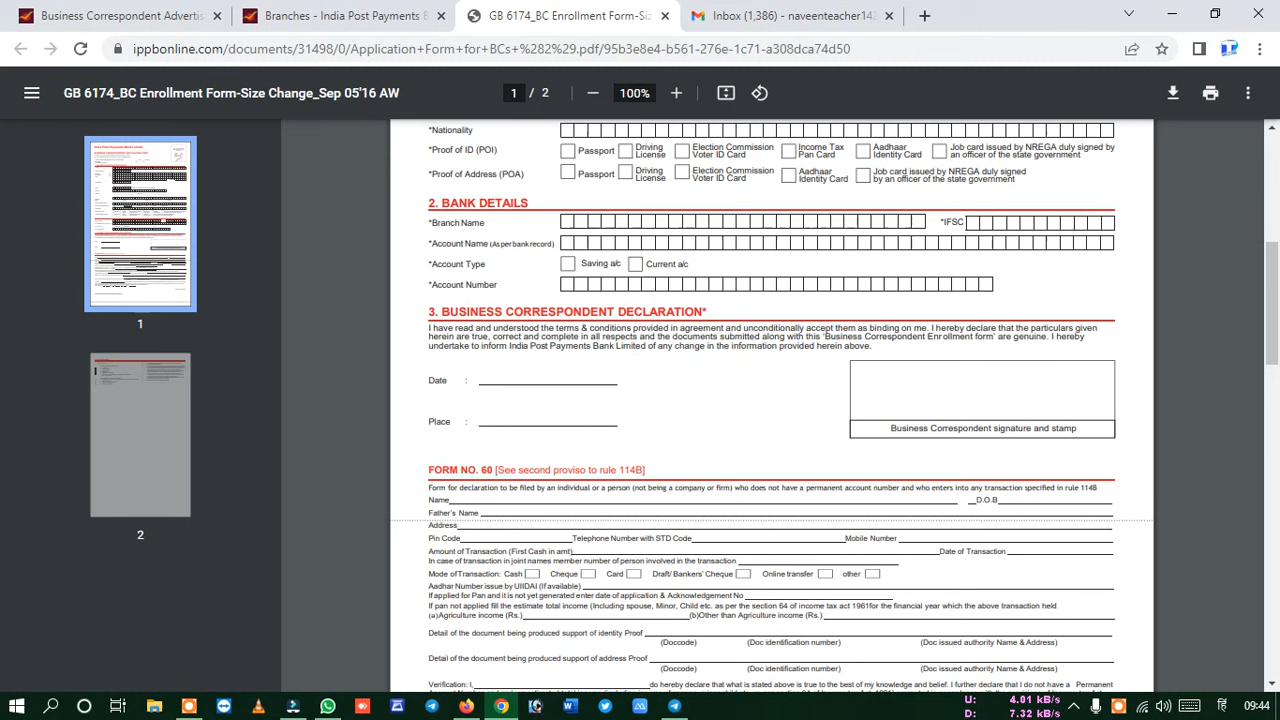 Business Correspondent Advertis
Branches - India Post Payments B
GB 6174_BC Enrollment Form-Siz
Inbox (1,386) - naveenteacher142
ippbonline.com/documents/31498/0/Application+Form+for+BCs+%282%29.pdf/95b3e8e4-b561-276e-1c71-a308dca74d50
GB 6174_BC Enrollment Form-Size Change_Sep 05'16 AW
1 / 2
100%
*Nationality
*Proof of ID (POI) Passport Driving License Election Commission Voter ID Card Income Tax Pan Card Aadhaar Identity Card Job card issued by NREGA duly signed by an officer of the state government
*Proof of Address (POA) Passport Driving License Election Commission Voter ID Card Aadhaar Identity Card Job card issued by NREGA duly signed by an officer of the state government
2. BANK DETAILS
*Branch Name *IFSC
*Account Name (As per bank record)
*Account Type Saving a/c Current a/c
*Account Number
3. BUSINESS CORRESPONDENT DECLARATION*
I have read and understood the terms & conditions provided in agreement and unconditionally accept them as binding on me. I hereby declare that the particulars given
herein are true, correct and complete in all respects and the documents submitted along with this 'Business Correspondent Enrollment form' are genuine. I hereby
undertake to inform India Post Payments Bank Limited of any change in the information provided herein above.
Date :
Place :
Business Correspondent signature and stamp
FORM NO. 60 [See second proviso to rule 114B]
Form for declaration to be filed by an individual or a person (not being a company or firm) who does not have a permanent account number and who enters into any transaction specified in rule 114B
Name D.O.B
Father's Name
Address
Pin Code Telephone Number with STD Code Mobile Number
Amount of Transaction (First Cash in amt) Date of Transaction
In case of transaction in joint names member number of person involved in the transaction
Mode of Transaction: Cash Cheque Card Draft/ Bankers' Cheque Online transfer other
Aadhar Number issue by UIIDAI (If available)
If applied for Pan and it is not yet generated enter date of application & Acknowledgement No
If pan not applied fill the estimate total income (Including spouse, Minor, Child etc. as per the section 64 of income tax act 1961for the financial year which the above transaction held
(a)Agriculture income (Rs.) (b)Other than Agriculture income (Rs.)
Detail of the document being produced support of identity Proof
(Doccode) (Doc identification number) (Doc issued authority Name & Address)
Detail of the document being produced support of address Proof
(Doccode) (Doc identification number) (Doc issued authority Name & Address)
Verification: I, do hereby declare that what is stated above is true to the best of my knowledge and belief. I further declare that I do not have a Permanent
1
2
U: 4.01 kB/s
D: 7.32 kB/s
09:44